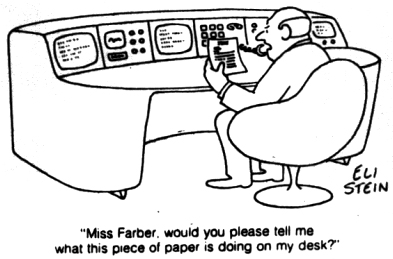 ELI
STEIN
"Miss Farber, would you please tell me
what this piece of paper is doing on my desk?"